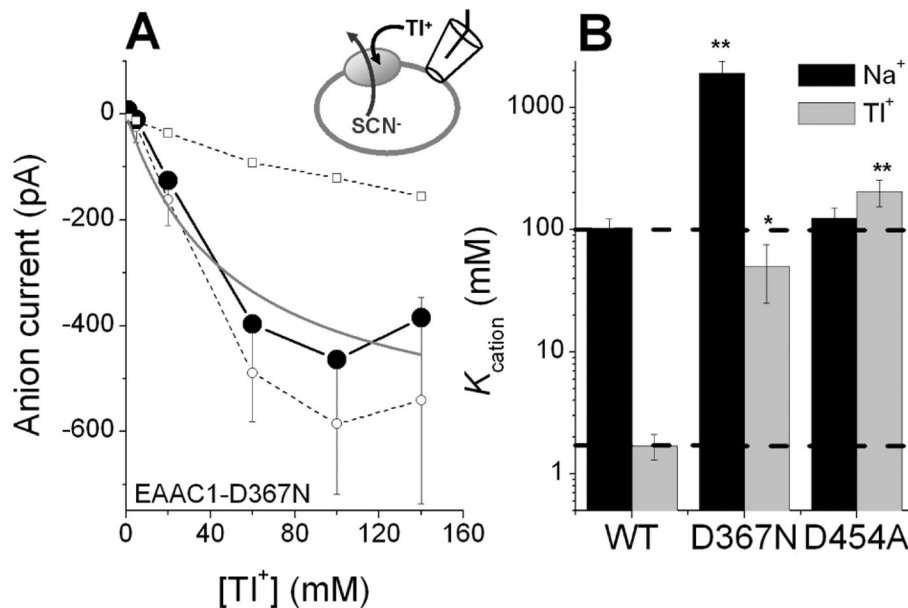 A
Tl⁺
SCN⁻
0
-200
-400
-600
Anion current (pA)
EAAC1-D367N
0 40 80 120 160
[Tl⁺] (mM)
B
Na⁺
Tl⁺
**
*
**
1000
100
10
1
K cation (mM)
WT D367N D454A